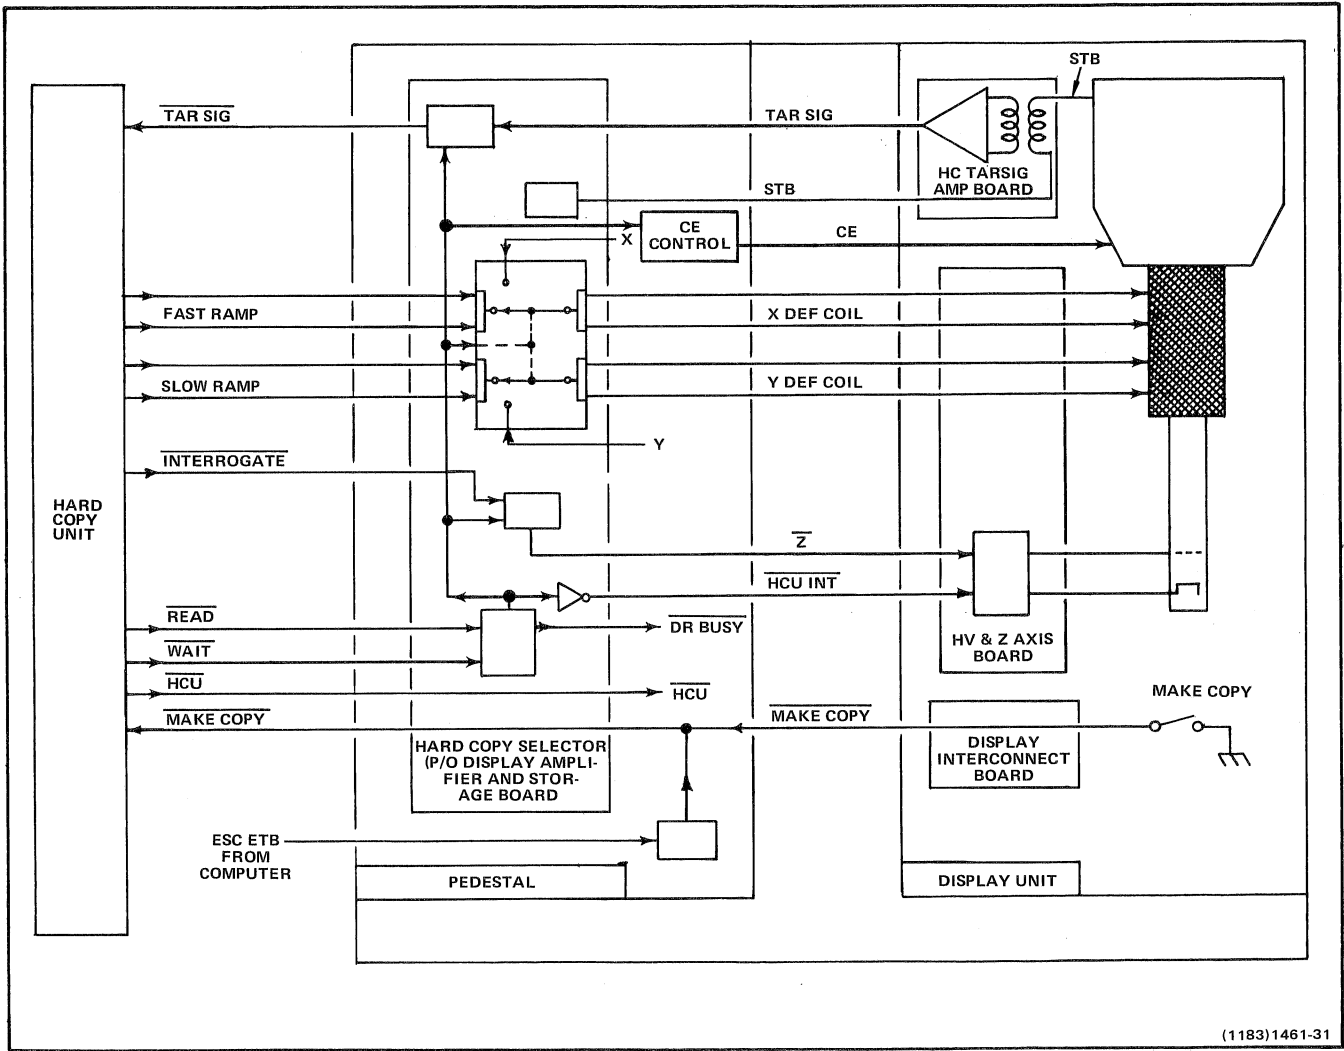 STB
TAR SIG
TAR SIG
HC TARSIG
AMP BOARD
STB
CE
CONTROL
CE
X
FAST RAMP
X DEF COIL
SLOW RAMP
Y DEF COIL
Y
INTERROGATE
HARD
COPY
UNIT
Z
HCU INT
READ
DR BUSY
WAIT
HV & Z AXIS
BOARD
HCU
HCU
MAKE COPY
MAKE COPY
MAKE COPY
HARD COPY SELECTOR
(P/O DISPLAY AMPLI-
FIER AND STOR-
AGE BOARD
DISPLAY
INTERCONNECT
BOARD
ESC ETB
FROM
COMPUTER
PEDESTAL
DISPLAY UNIT
(1183)1461-31